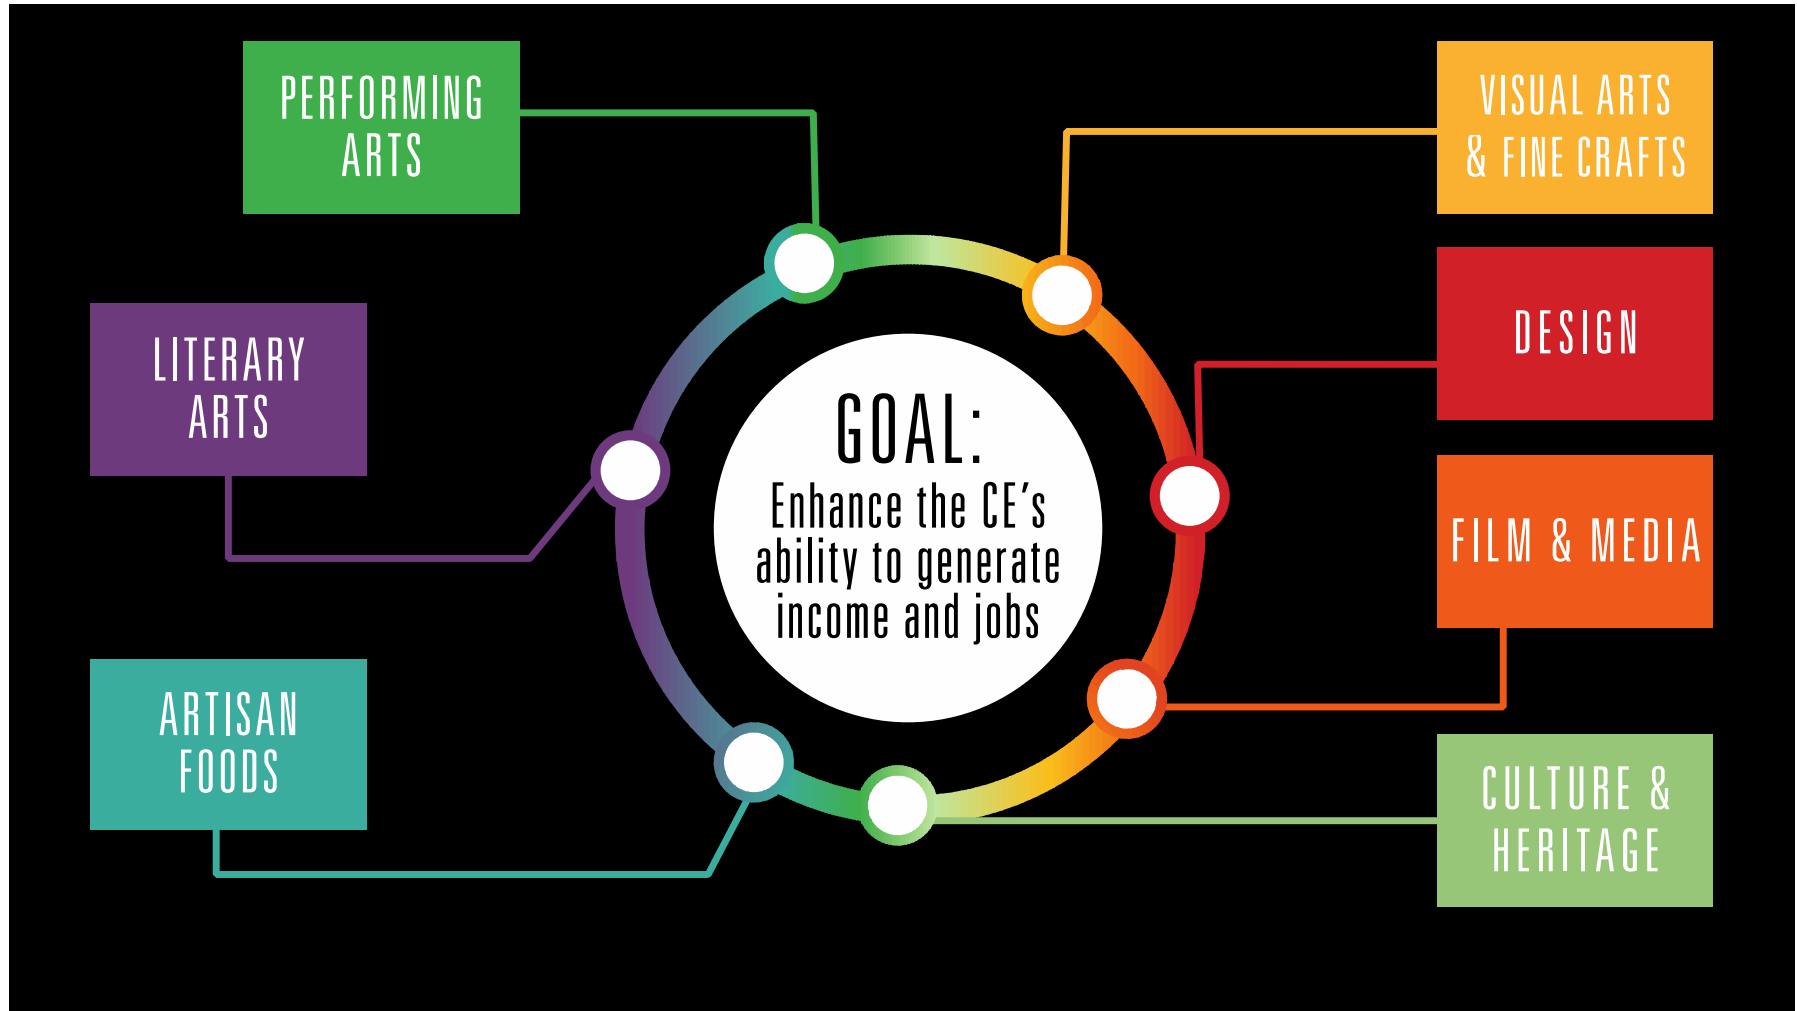 PERFORMING
ARTS
VISUAL ARTS
& FINE CRAFTS
DESIGN
LITERARY
ARTS
GOAL:
Enhance the CE's
ability to generate
income and jobs
FILM & MEDIA
ARTISAN
FOODS
CULTURE &
HERITAGE